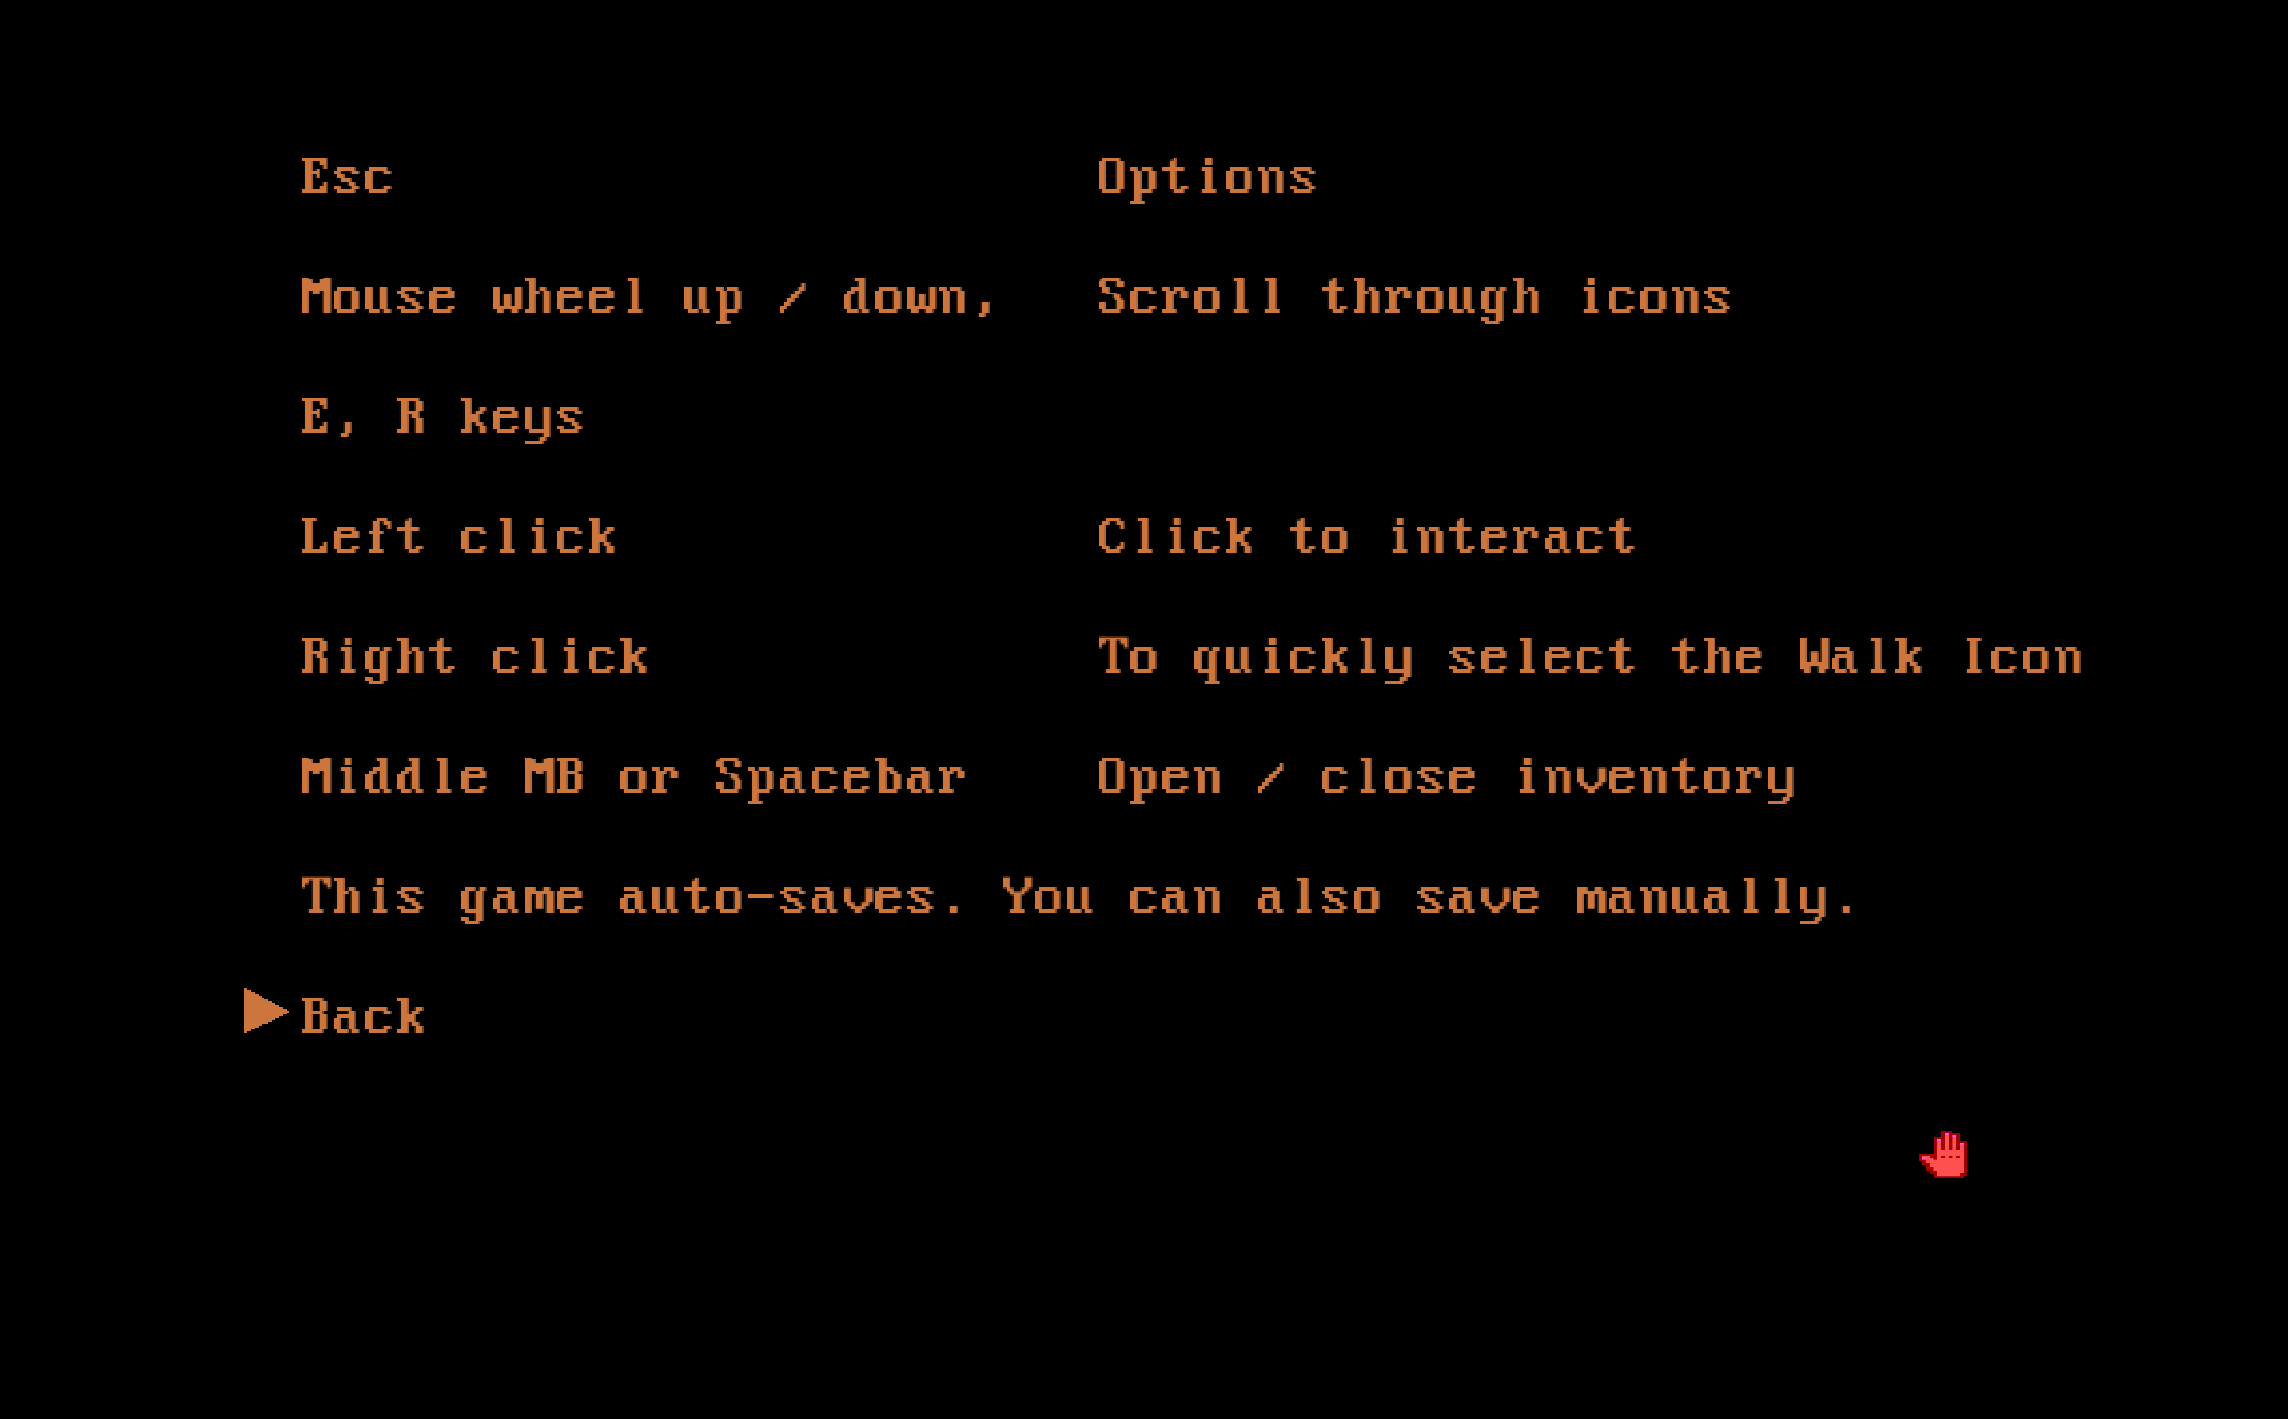 Esc Options
Mouse wheel up / down, Scroll through icons
E, R keys
Left click Click to interact
Right click To quickly select the Walk Icon
Middle MB or Spacebar Open / close inventory
This game auto-saves. You can also save manually.
Back